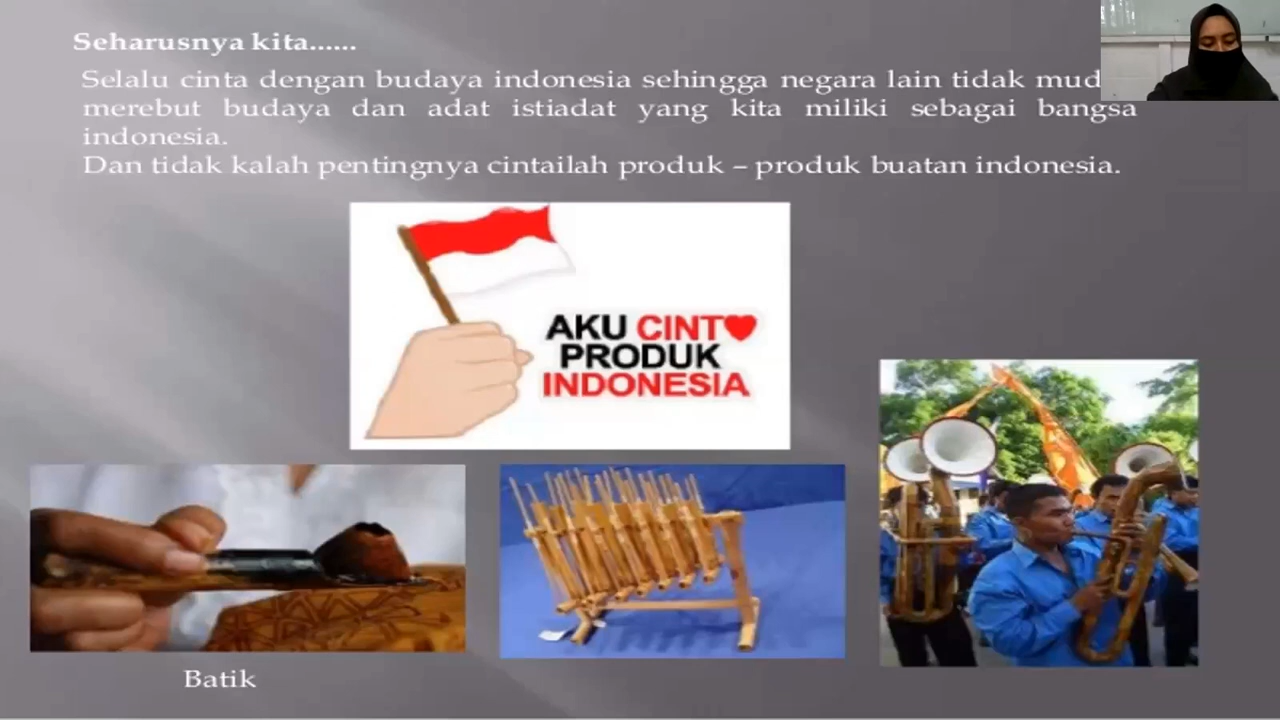 Seharusnya kita......
Selalu cinta dengan budaya indonesia sehingga negara lain tidak mud
merebut budaya dan adat istiadat yang kita miliki sebagai bangsa
indonesia.
Dan tidak kalah pentingnya cintailah produk – produk buatan indonesia.
AKU CINT
PRODUK
INDONESIA
Batik